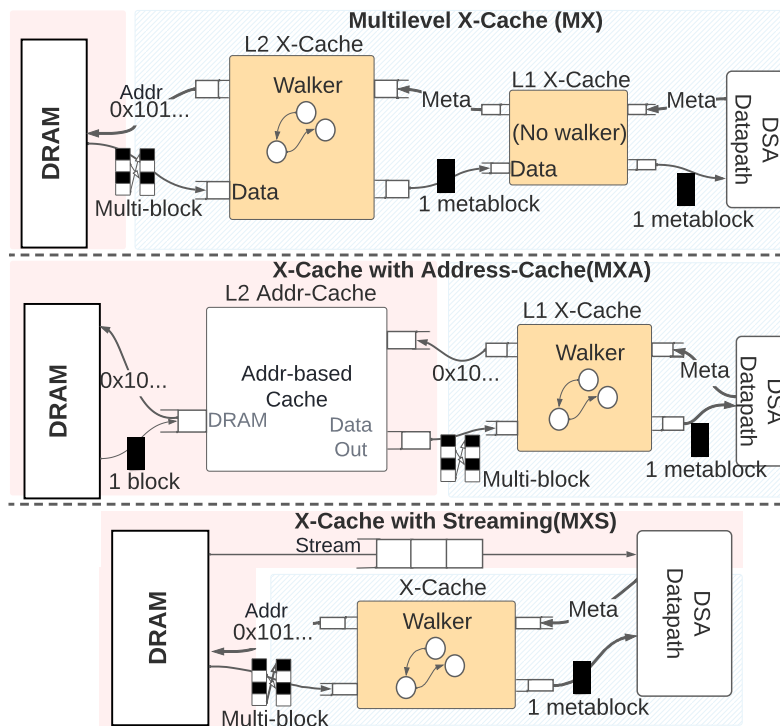 Multilevel X-Cache (MX)
L2 X-Cache
L1 X-Cache
DRAM
Addr
0x101...
Walker
Meta
(No walker)
Meta
DSA
Datapath
Data
Data
Multi-block
1 metablock
1 metablock
X-Cache with Address-Cache(MXA)
L2 Addr-Cache
L1 X-Cache
DRAM
0x10...
Addr-based
Cache
0x10...
Walker
Meta
DSA
Datapath
DRAM
Data
Out
1 block
Multi-block
1 metablock
X-Cache with Streaming(MXS)
Stream
X-Cache
DRAM
Addr
0x101...
Walker
Meta
DSA
Datapath
Multi-block
1 metablock